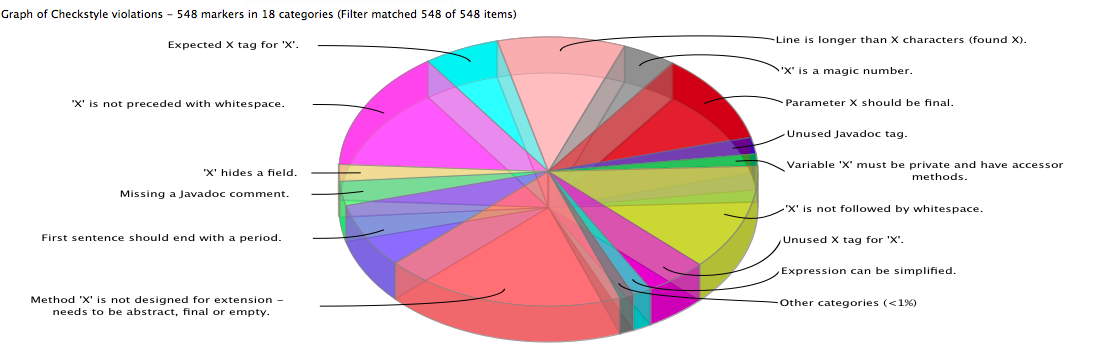 Graph of Checkstyle violations - 548 markers in 18 categories (Filter matched 548 of 548 items)
Expected X tag for 'X'.
'X' is not preceded with whitespace.
'X' hides a field.
Missing a Javadoc comment.
First sentence should end with a period.
Method 'X' is not designed for extension -
needs to be abstract, final or empty.
Line is longer than X characters (found X).
'X' is a magic number.
Parameter X should be final.
Unused Javadoc tag.
Variable 'X' must be private and have accessor
methods.
'X' is not followed by whitespace.
Unused X tag for 'X'.
Expression can be simplified.
Other categories (<1%)